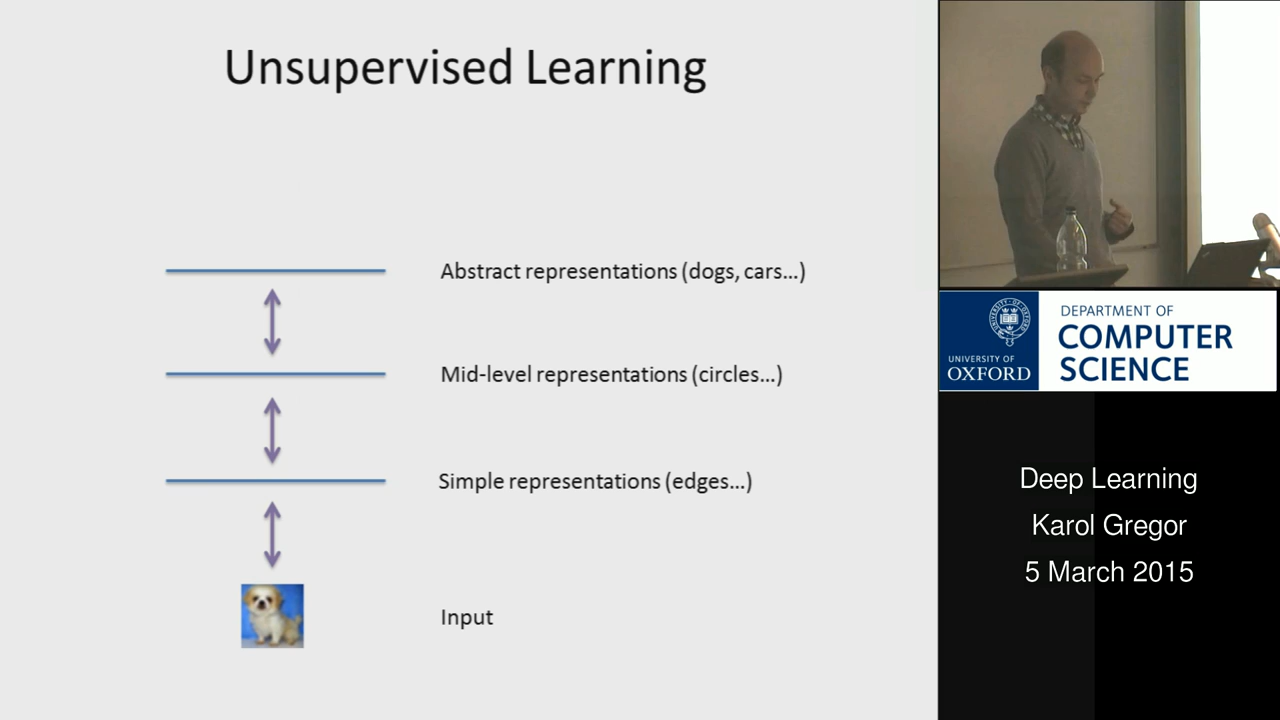 Unsupervised Learning
Abstract representations (dogs, cars...)
Mid-level representations (circles...)
Simple representations (edges...)
Input
UNIVERSITY OF
OXFORD
DEPARTMENT OF
COMPUTER
SCIENCE
Deep Learning
Karol Gregor
5 March 2015